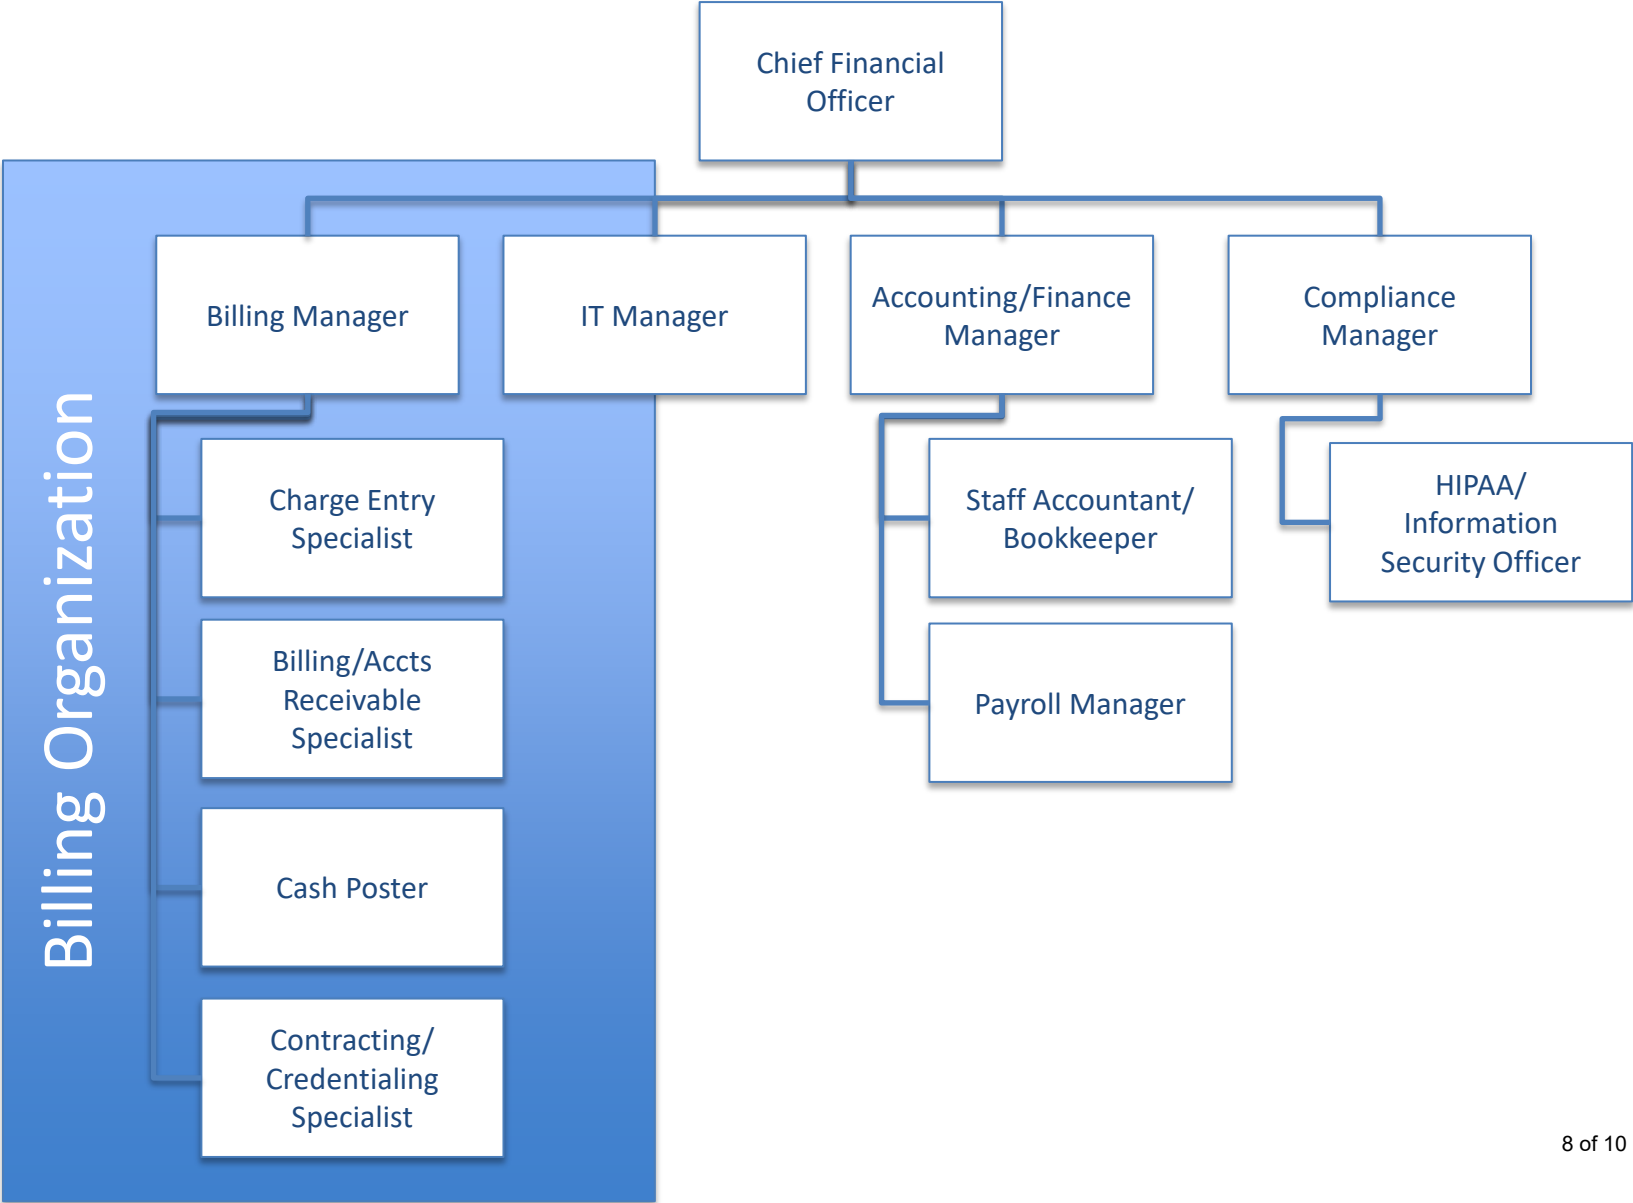 Chief Financial
Officer
Billing Manager
IT Manager
Accounting/Finance
Manager
Compliance
Manager
Billing Organization
Charge Entry
Specialist
Billing/Accts
Receivable
Specialist
Cash Poster
Contracting/
Credentialing
Specialist
Staff Accountant/
Bookkeeper
Payroll Manager
HIPAA/
Information
Security Officer
8 of 10